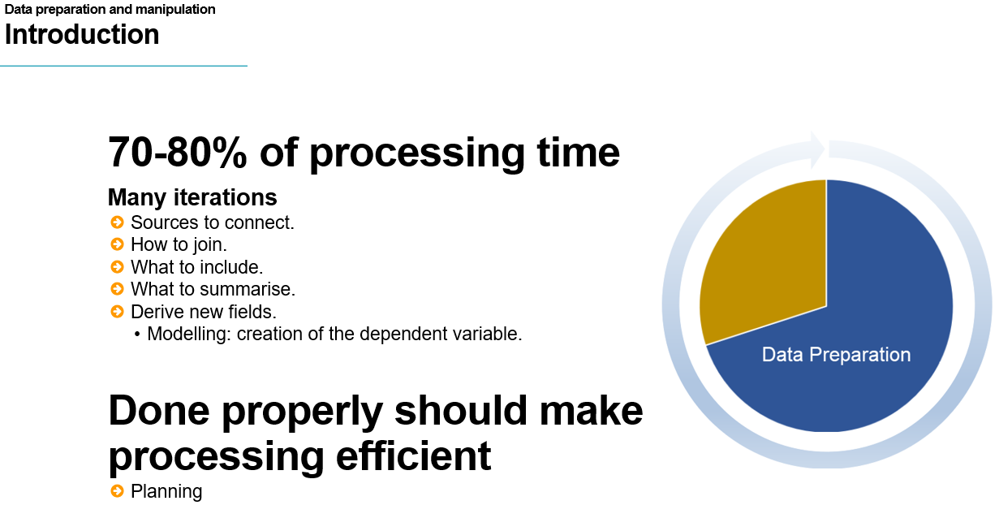 Data preparation and manipulation
Introduction
70-80% of processing time
Many iterations
Sources to connect.
How to join.
What to include.
What to summarise.
Derive new fields.
• Modelling: creation of the dependent variable.
Data Preparation
Done properly should make
processing efficient
Planning